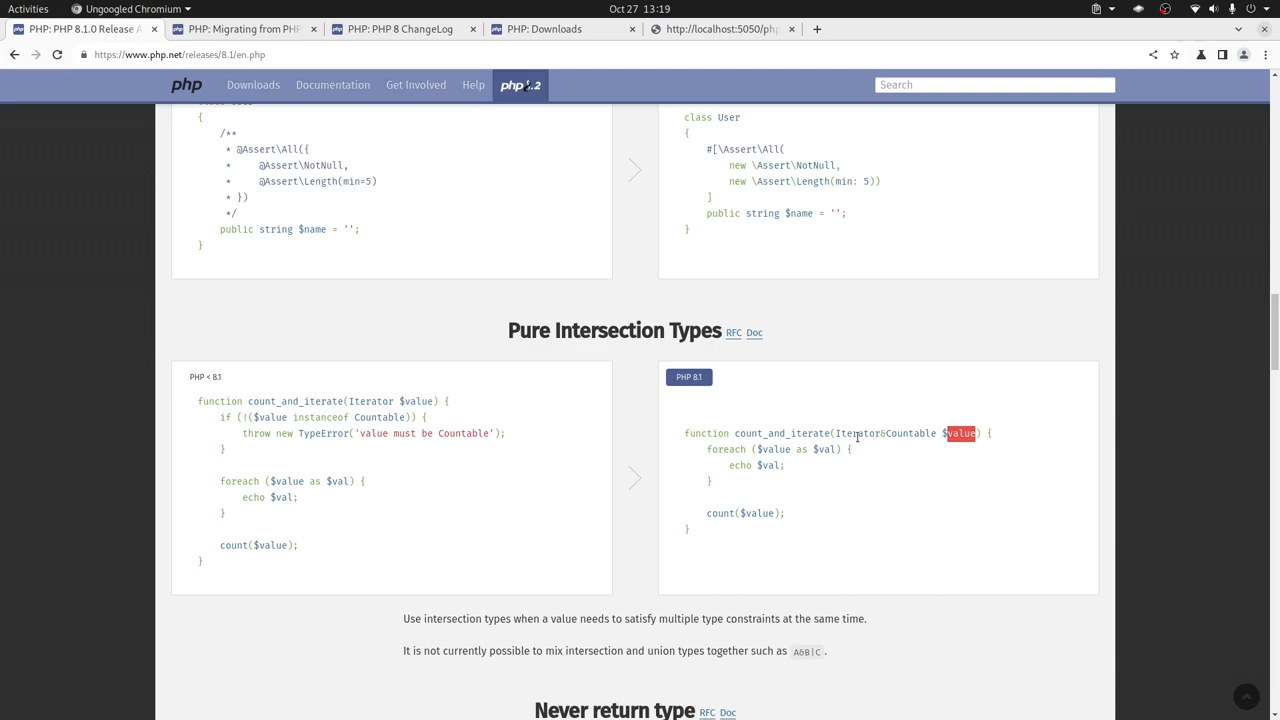 Activities
Ungoogled Chromium
Oct 27 13:19
PHP: PHP 8.1.0 Release A
PHP: Migrating from PHP
PHP: PHP 8 ChangeLog
PHP: Downloads
http://localhost:5050/php
https://www.php.net/releases/8.1/en.php
php
Downloads
Documentation
Get Involved
Help
php8.2
Search
{
/**
* @Assert\All({
*     @Assert\NotNull,
*     @Assert\Length(min=5)
* })
*/
public string $name = '';
}
class User
{
#[\Assert\All(
new \Assert\NotNull,
new \Assert\Length(min: 5))
]
public string $name = '';
}
Pure Intersection Types RFC Doc
PHP < 8.1
function count_and_iterate(Iterator $value) {
if (!($value instanceof Countable)) {
throw new TypeError('value must be Countable');
}
foreach ($value as $val) {
echo $val;
}
count($value);
}
PHP 8.1
function count_and_iterate(Iterator&Countable $value) {
foreach ($value as $val) {
echo $val;
}
count($value);
}
Use intersection types when a value needs to satisfy multiple type constraints at the same time.
It is not currently possible to mix intersection and union types together such as A&B|C.
Never return type RFC Doc